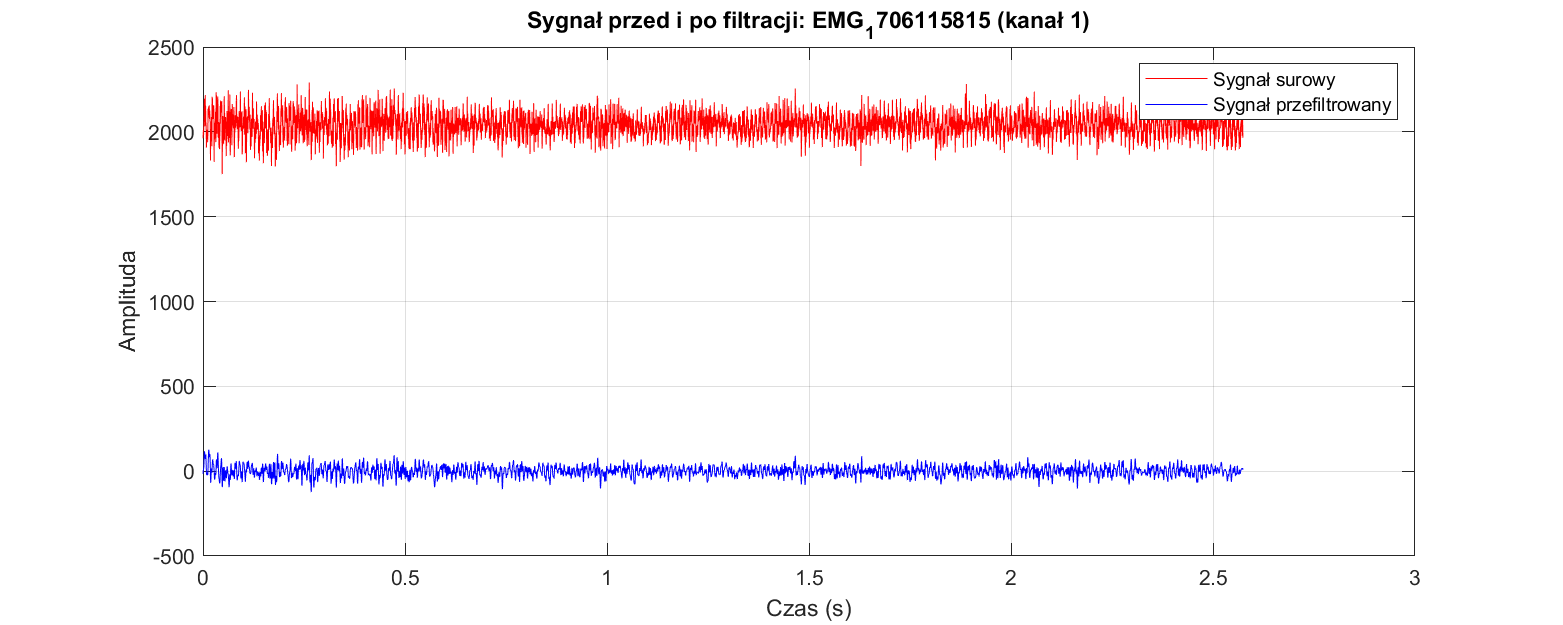 Sygnał przed i po filtracji: EMG₁706115815 (kanał 1)
2500
Sygnał surowy
Sygnał przefiltrowany
2000
1500
1000
500
0
-500
Amplituda
0 0.5 1 1.5 2 2.5 3
Czas (s)